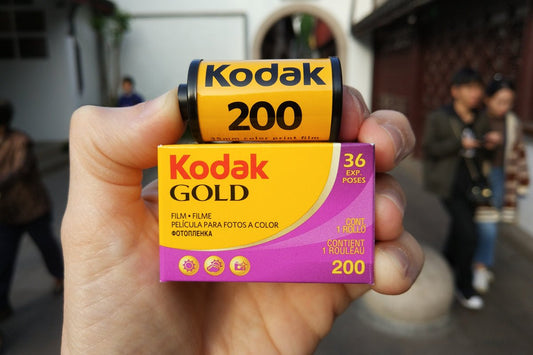 Kodak
200
35mm color print film
Kodak
GOLD
FILM • FILME
PELÍCULA PARA FOTOS A COLOR
ФОТОПЛЕНКА
36
EXP.
POSES
CONT.
1 ROLLO
CONTIENT
1 ROULEAU
200